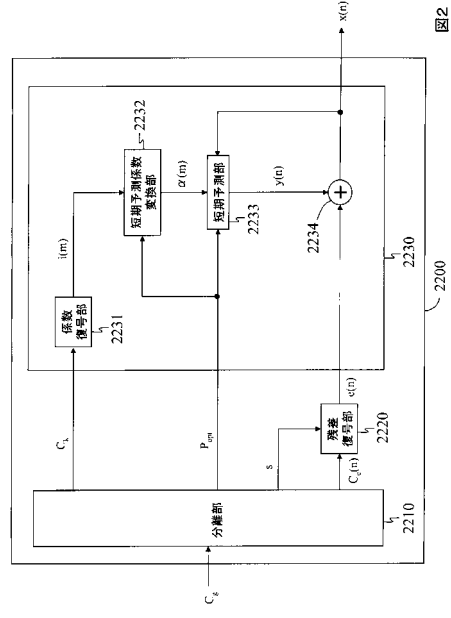 図2
2200
2230
C_g
分離部
2210
C_k
係数
復号部
2231
i(m)
短期予測係数
変換部
2232
α(m)
P_opt
短期予測部
2233
y(n)
s
C_e(n)
残差
復号部
2220
e(n)
+
2234
x(n)